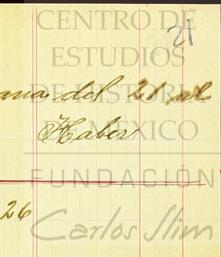 CENTRO DE
21
ESTUDIOS
DE HISTORIA
ana del 21 al
DE MÉXICO
Haber
FUNDACIÓN
26
Carlos Slim